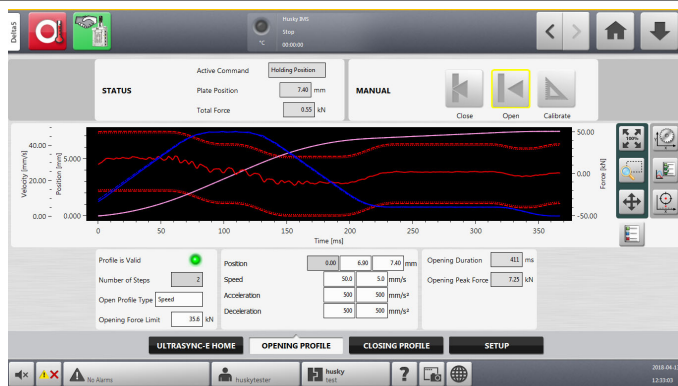 DeltaS
Husky IMS
Stop
°C 00:00:00
STATUS
Active Command Holding Position
Plate Position 7.40 mm
Total Force 0.55 kN
MANUAL
Close Open Calibrate
Velocity [mm/s]
40.00
20.00
0.00
Position [mm]
5.000
0.000
50.00
0.00
-50.00
Force [kN]
0 50 100 150 200 250 300 350
Time [ms]
100%
Profile is Valid
Number of Steps 2
Open Profile Type Speed
Opening Force Limit 35.6 kN
Position 0.00 6.90 7.40 mm
Speed 50.0 5.0 mm/s
Acceleration 500 500 mm/s²
Deceleration 500 500 mm/s²
Opening Duration 411 ms
Opening Peak Force 7.25 kN
ULTRASYNC-E HOME OPENING PROFILE CLOSING PROFILE SETUP
No Alarms
huskytester
husky
test
?
12:33:03